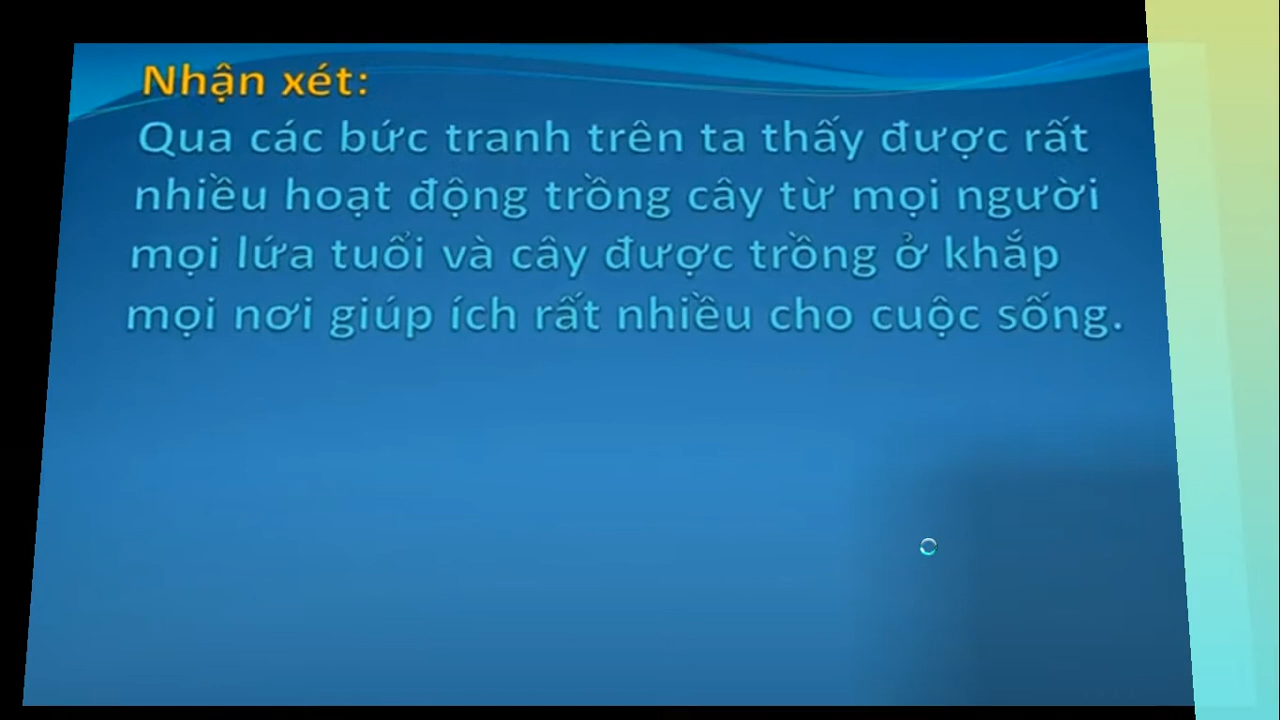 Nhận xét:
Qua các bức tranh trên ta thấy được rất
nhiều hoạt động trồng cây từ mọi người
mọi lứa tuổi và cây được trồng ở khắp
mọi nơi giúp ích rất nhiều cho cuộc sống.